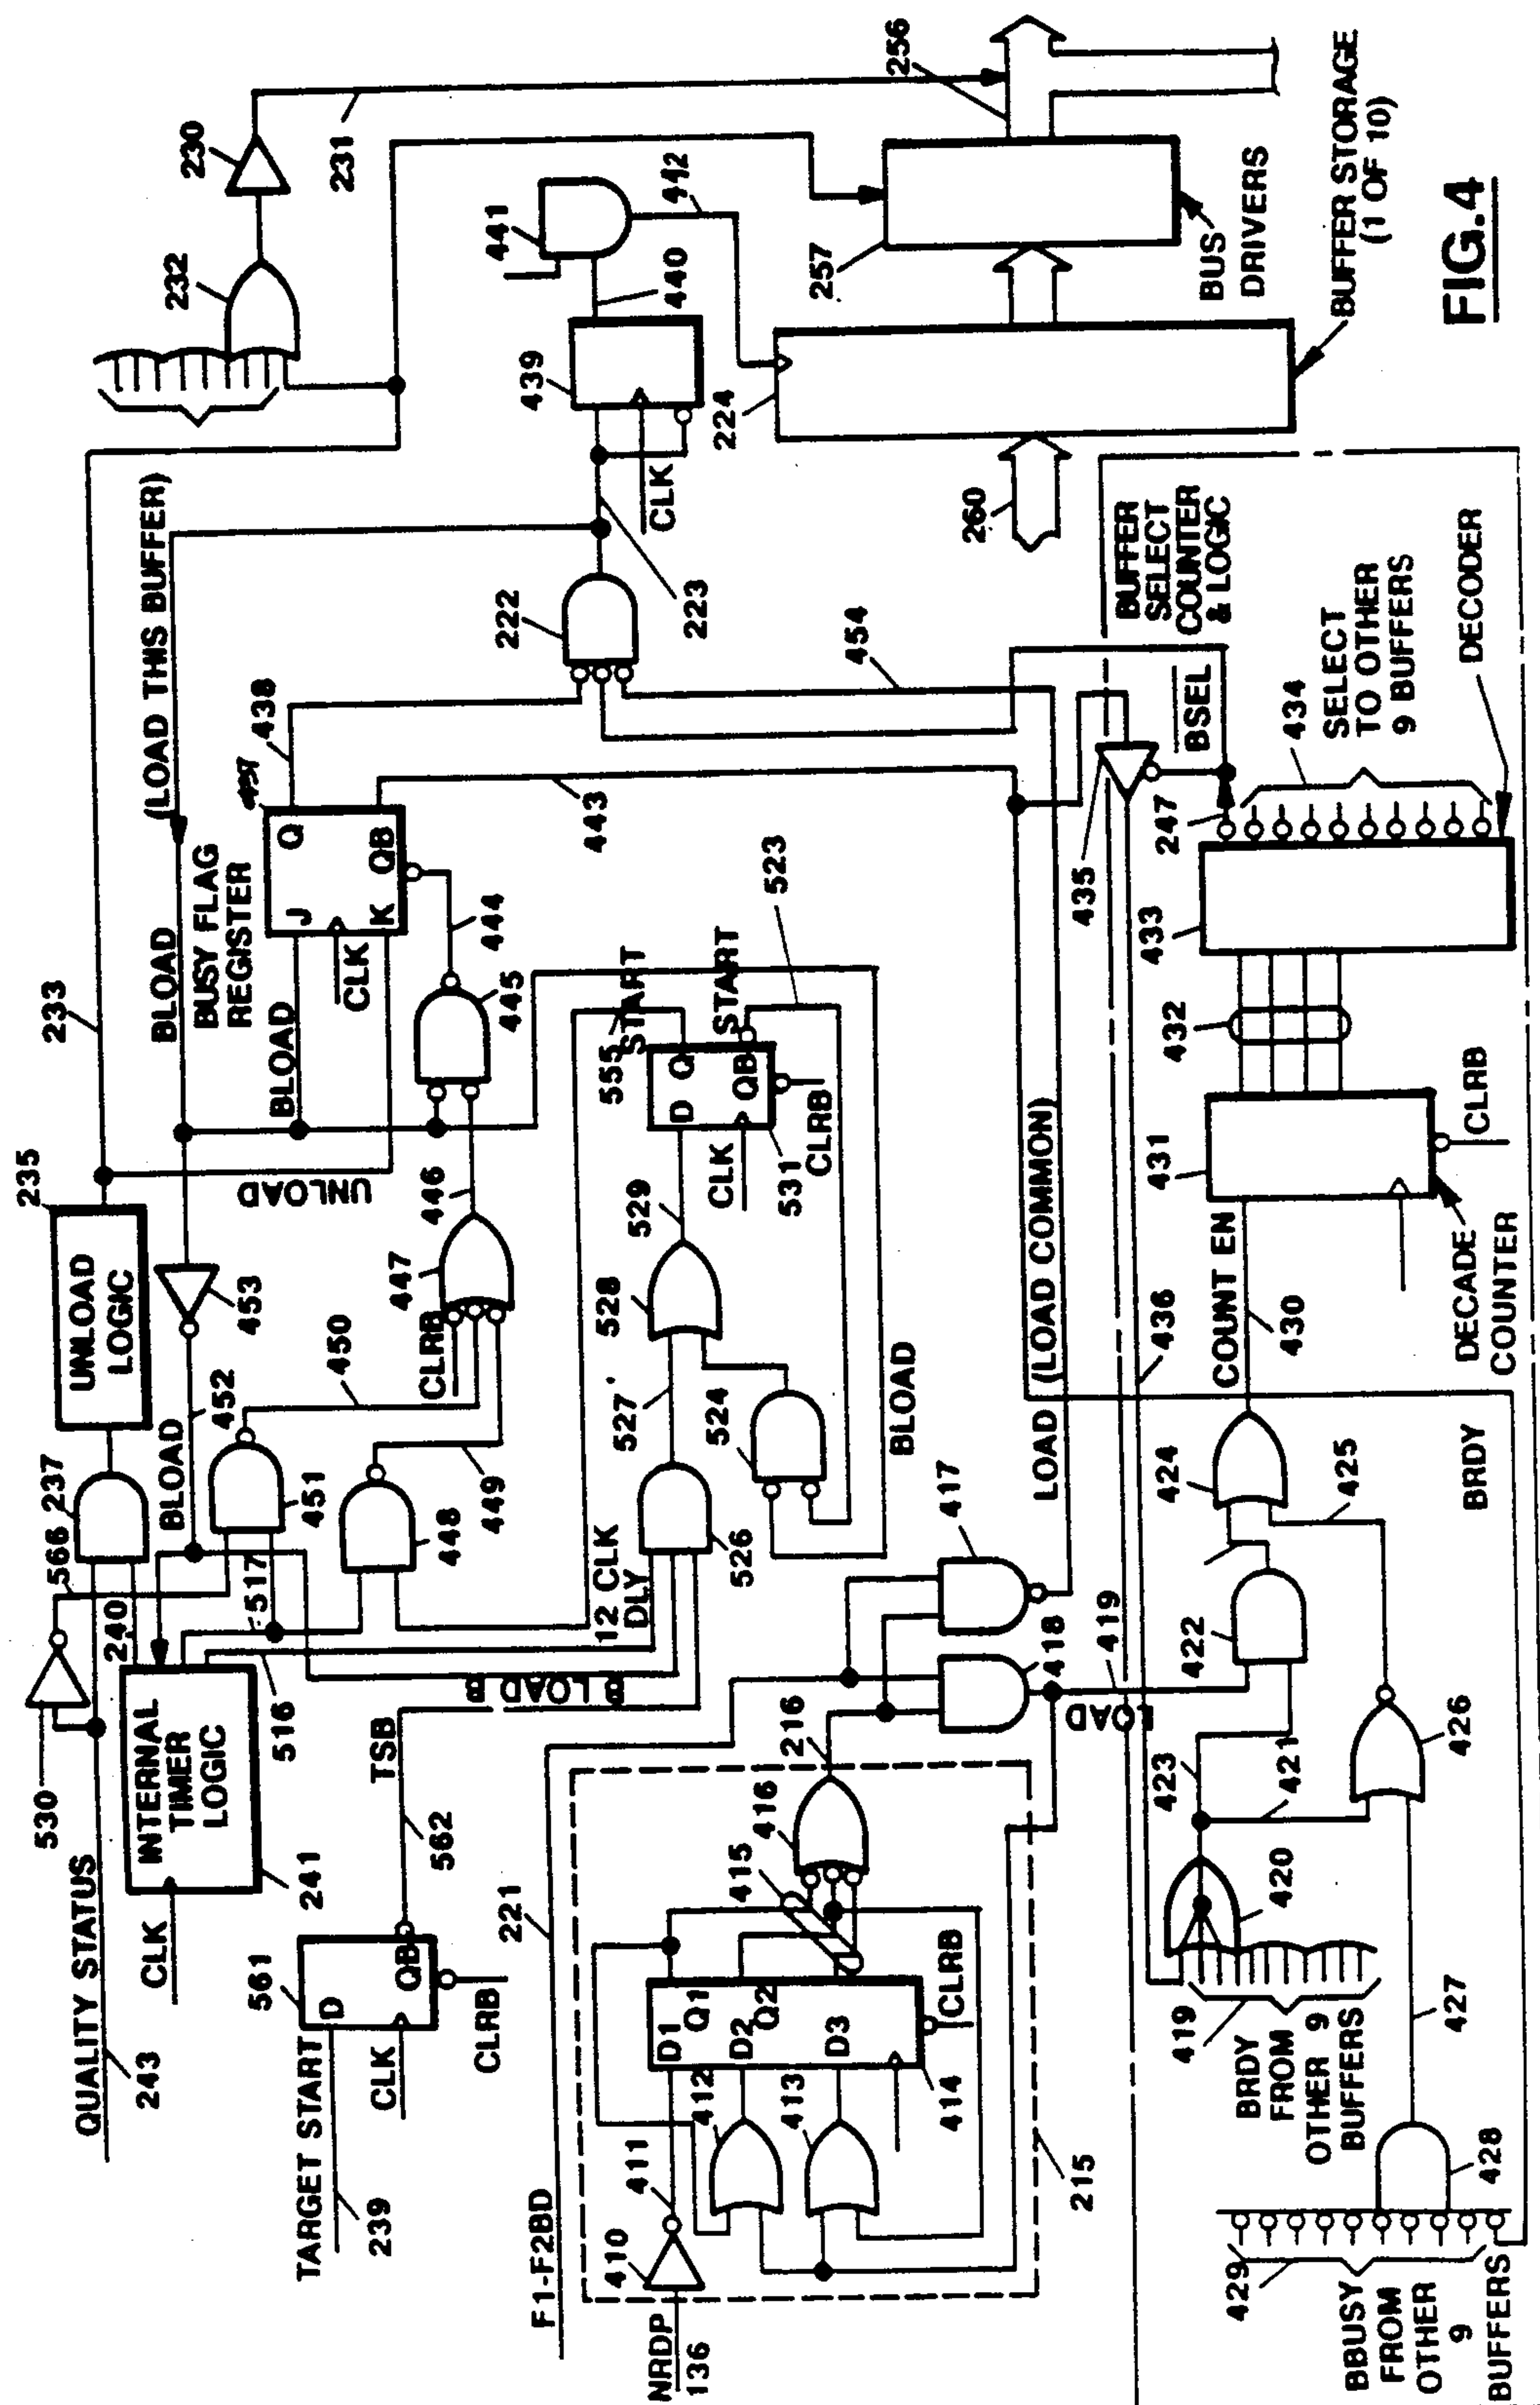 QUALITY STATUS
243
530
566
237
240
UNLOAD
LOGIC
235
233
232
230
231
INTERNAL
TIMER
LOGIC
CLK
241
516
517
BLOAD
452
453
451
450
BLOAD
(LOAD THIS BUFFER)
UNLOAD
BUSY FLAG
REGISTER
BLOAD
J
Q
K
QB
CLK
437
438
443
444
445
446
447
CLRB
448
449
TARGET START
239
561
D
QB
CLK
CLRB
TSB
562
LOAD B
12 CLK
DLY
526
527
528
529
524
D
Q
QB
CLK
531
CLRB
555
START
START
523
BLOAD
222
223
439
CLK
440
441
442
F1-F2BD
221
NRDP
136
410
411
412
413
D1
Q1
D2
Q2
D3
414
CLRB
415
416
216
215
417
418
419
LOAD
LOAD (LOAD COMMON)
454
224
260
257
256
BUS
DRIVERS
BUFFER STORAGE
(1 OF 10)
BUFFER
SELECT
COUNTER
& LOGIC
435
436
BSEL
247
434
SELECT
TO OTHER
9 BUFFERS
DECODER
433
432
431
CLRB
DECADE
COUNTER
COUNT EN
430
424
425
BRDY
422
423
421
420
426
419
BRDY
FROM
OTHER 9
BUFFERS
427
428
429
BBUSY
FROM
OTHER
9
BUFFERS
FIG.4